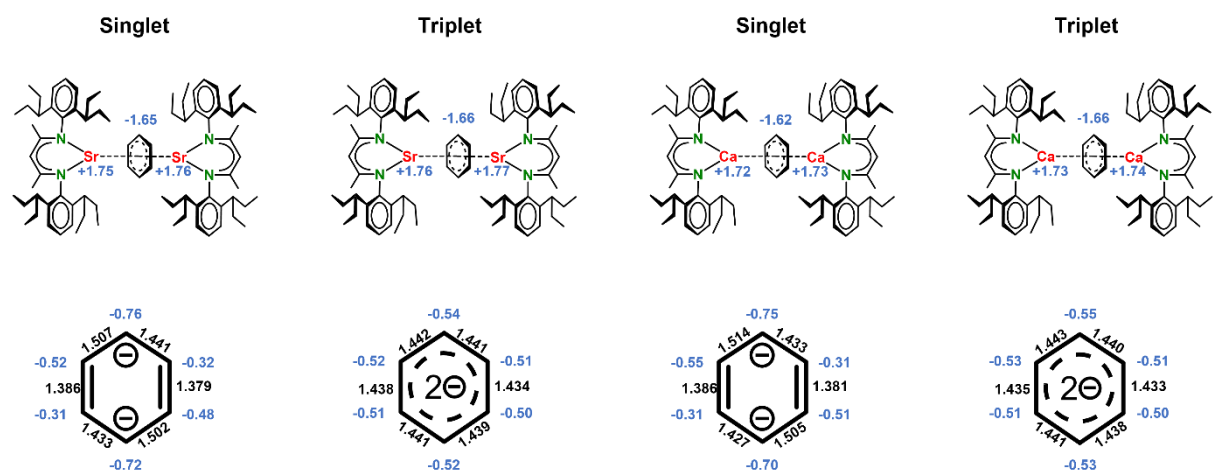 Singlet Triplet Singlet Triplet
-1.65 -1.66 -1.62 -1.66
N N N N N N N N
Sr Sr Sr Sr Ca Ca Ca Ca
+1.75 +1.76 +1.76 +1.77 +1.72 +1.73 +1.73 +1.74
N N N N N N N N
-0.76 -0.54 -0.75 -0.55
1.507 1.441 1.442 1.441 1.514 1.433 1.443 1.440
-0.52 -0.32 -0.52 -0.51 -0.55 -0.31 -0.53 -0.51
1.386 1.379 1.438 2⊖ 1.434 1.386 1.381 1.435 2⊖ 1.433
-0.31 -0.48 -0.51 -0.50 -0.31 -0.51 -0.51 -0.50
1.433 1.502 1.441 1.439 1.427 1.505 1.441 1.438
-0.72 -0.52 -0.70 -0.53